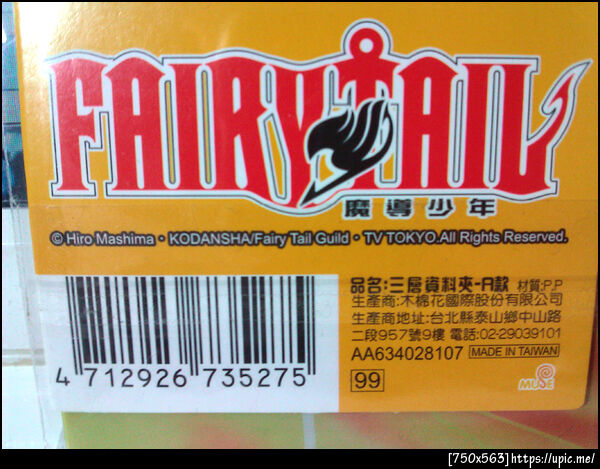 FAIRY TAIL
魔導少年
© Hiro Mashima・KODANSHA/Fairy Tail Guild・TV TOKYO.All Rights Reserved.
品名:三層資料夾-A款 材質:P.P
生產商:木棉花國際股份有限公司
生產商地址:台北縣泰山鄉中山路
二段957號9樓 電話:02-29039101
AA634028107 MADE IN TAIWAN
99
MUSE
4 712926 735275
[750x563]https://upic.me/